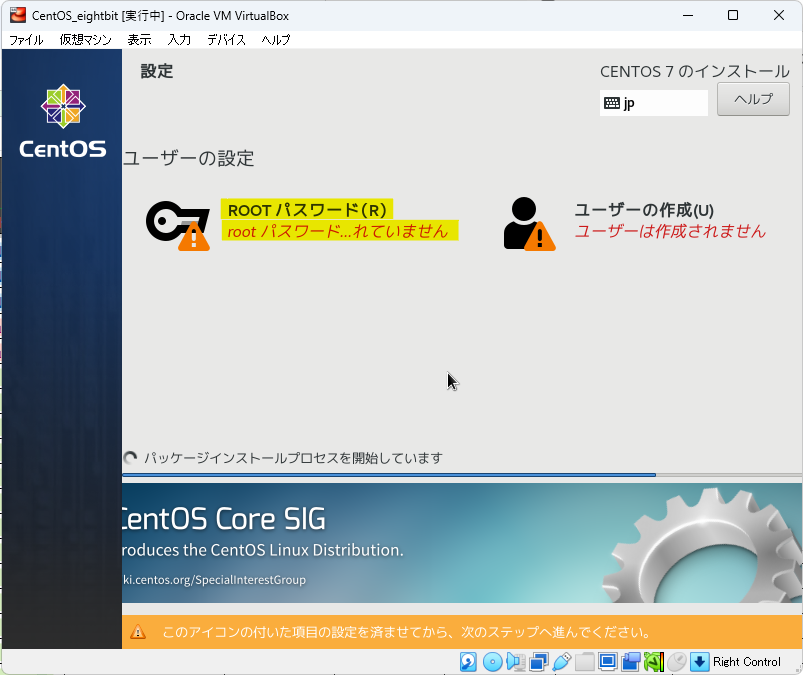 CentOS_eightbit [実行中] - Oracle VM VirtualBox
ファイル 仮想マシン 表示 入力 デバイス ヘルプ
設定
CENTOS 7 のインストール
jp
ヘルプ
CentOS
ユーザーの設定
ROOT パスワード(R)
root パスワード...れていません
ユーザーの作成(U)
ユーザーは作成されません
パッケージインストールプロセスを開始しています
CentOS Core SIG
roduces the CentOS Linux Distribution.
ki.centos.org/SpecialInterestGroup
このアイコンの付いた項目の設定を済ませてから、次のステップへ進んでください。
Right Control